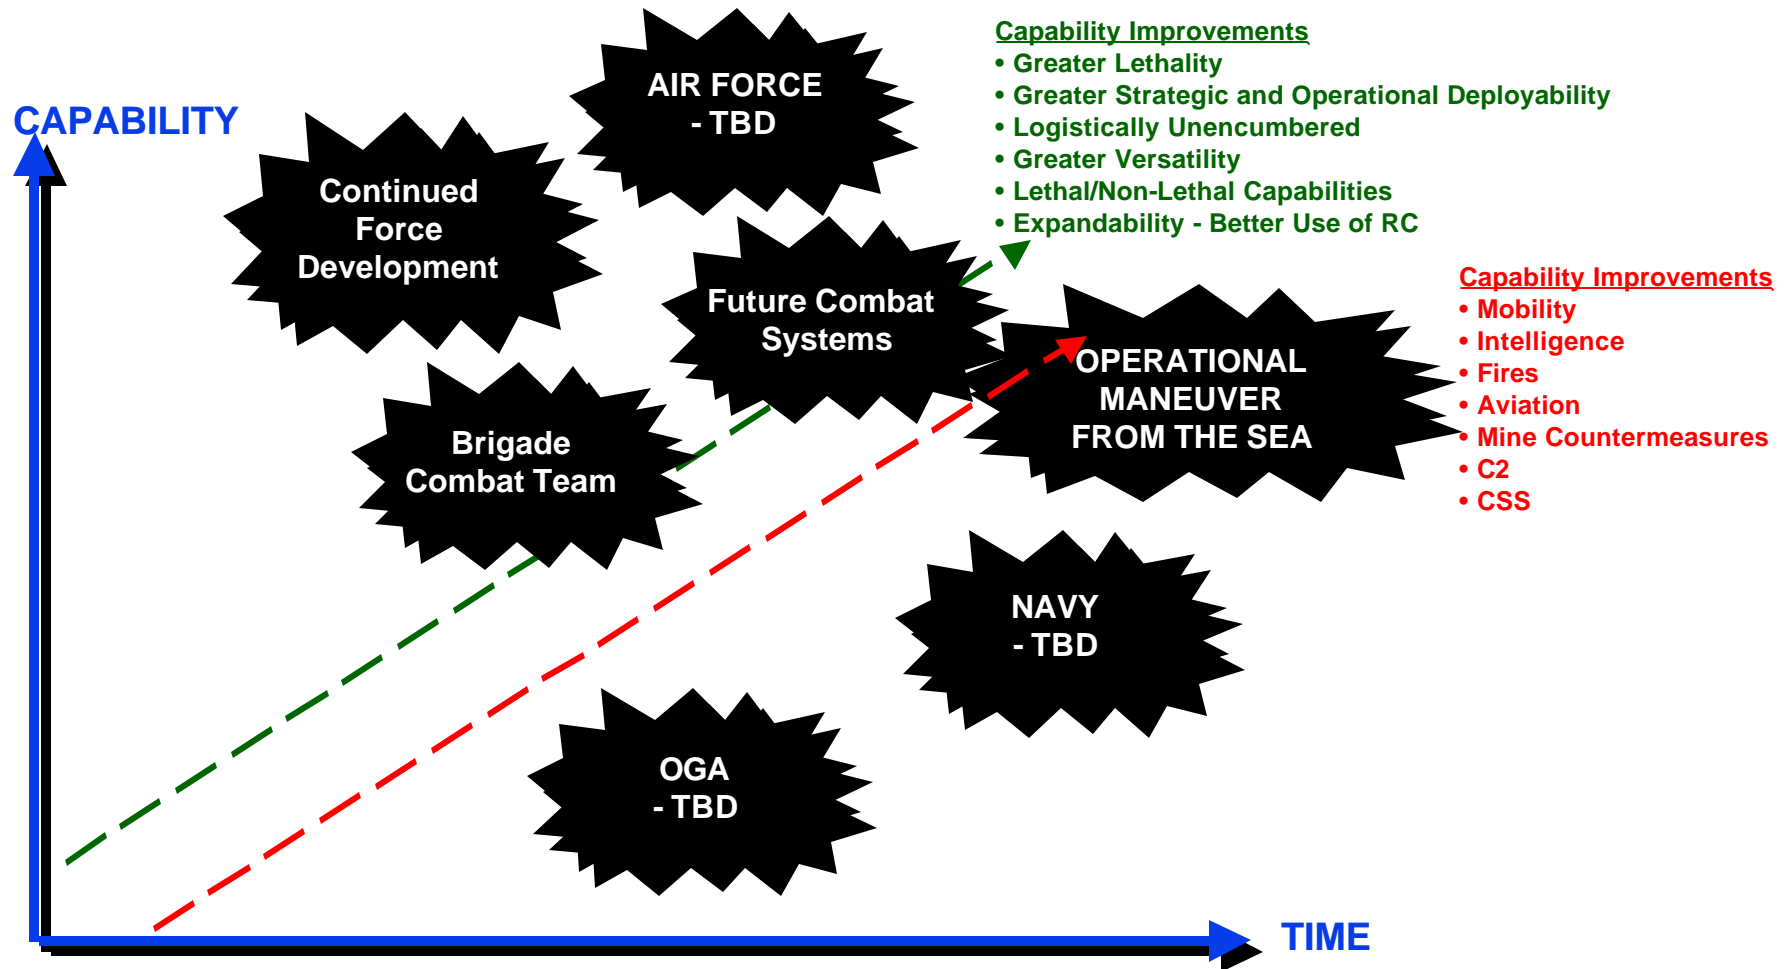 AIR FORCE
- TBD
Capability Improvements
• Greater Lethality
• Greater Strategic and Operational Deployability
• Logistically Unencumbered
• Greater Versatility
• Lethal/Non-Lethal Capabilities
• Expandability - Better Use of RC
CAPABILITY
Continued
Force
Development
Future Combat
Systems
Capability Improvements
• Mobility
• Intelligence
• Fires
• Aviation
• Mine Countermeasures
• C2
• CSS
OPERATIONAL
MANEUVER
FROM THE SEA
Brigade
Combat Team
NAVY
- TBD
OGA
- TBD
TIME